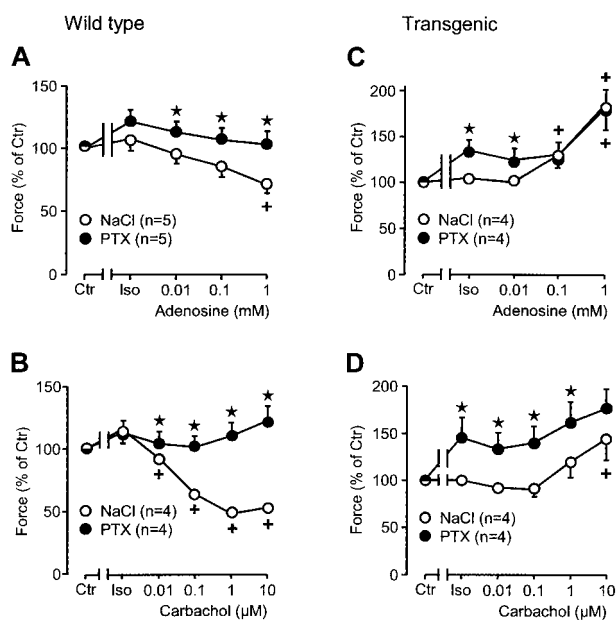 Wild type
Transgenic
A
Force (% of Ctr)
150
100
50
0
★ ★ ★
+
NaCl (n=5)
PTX (n=5)
Ctr Iso 0.01 0.1 1
Adenosine (mM)
C
Force (% of Ctr)
200
150
100
50
0
★ ★ + +
+
NaCl (n=4)
PTX (n=4)
Ctr Iso 0.01 0.1 1
Adenosine (mM)
B
Force (% of Ctr)
150
100
50
0
★ ★ ★ ★
+ + + +
NaCl (n=4)
PTX (n=4)
Ctr Iso 0.01 0.1 1 10
Carbachol (µM)
D
Force (% of Ctr)
200
150
100
50
0
★ ★ ★ ★
+
NaCl (n=4)
PTX (n=4)
Ctr Iso 0.01 0.1 1 10
Carbachol (µM)